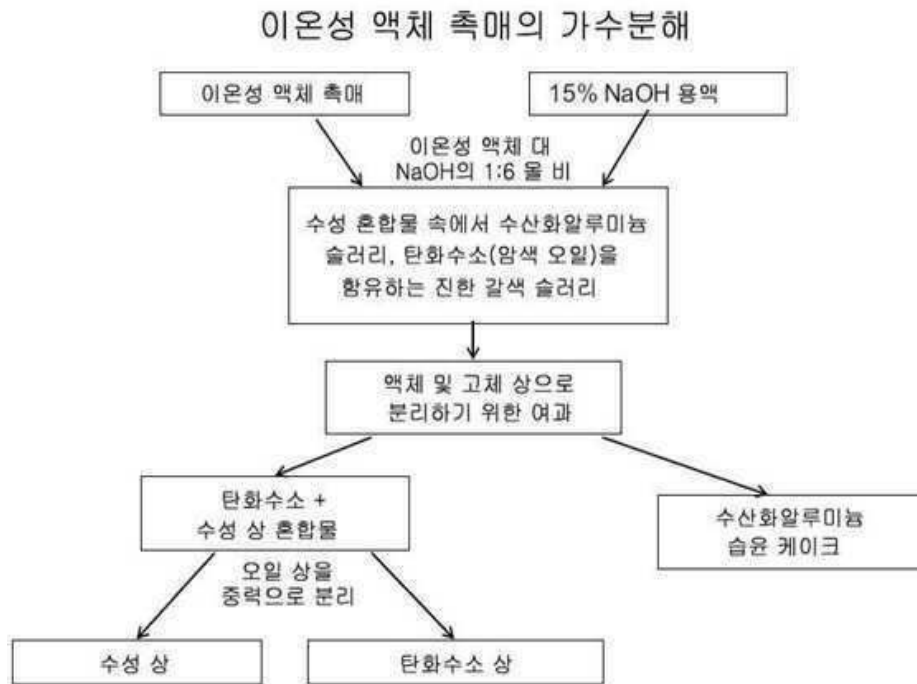 이온성 액체 촉매의 가수분해
이온성 액체 촉매
15% NaOH 용액
이온성 액체 대
NaOH의 1:6 몰 비
수성 혼합물 속에서 수산화알루미늄
슬러리, 탄화수소(암색 오일)을
함유하는 진한 갈색 슬러리
액체 및 고체 상으로
분리하기 위한 여과
탄화수소 +
수성 상 혼합물
수산화알루미늄
습윤 케이크
오일 상을
중력으로 분리
수성 상
탄화수소 상